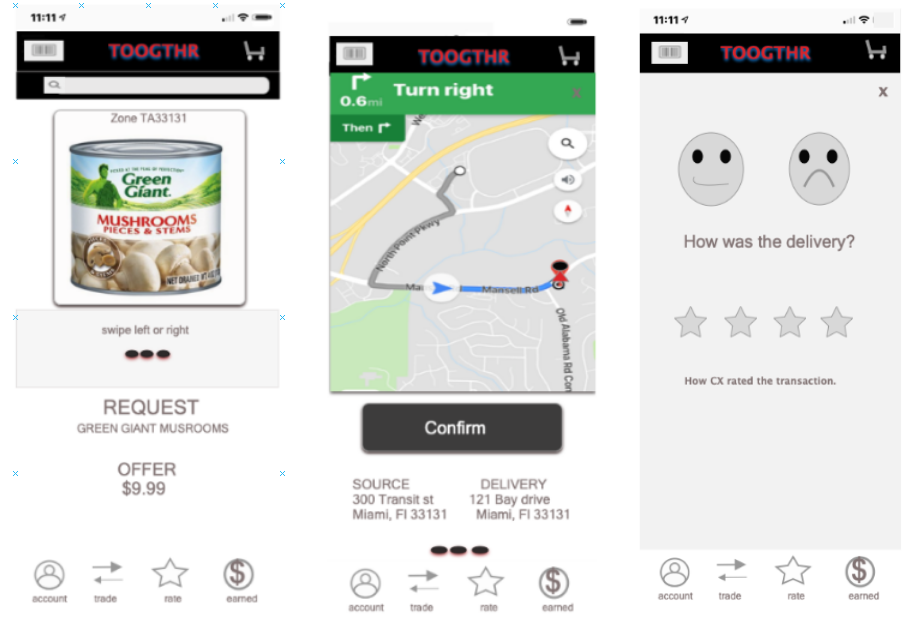 11:11
TOOGTHR
Zone TA33131
Green
Giant.
MUSHROOMS
PIECES & STEMS
swipe left or right
REQUEST
GREEN GIANT MUSROOMS
OFFER
$9.99
account
trade
rate
earned
TOOGTHR
Turn right
0.6 mi
x
Then
North Point Pkwy
Ma
Mansell Rd
Old Alabama Rd Con
Confirm
SOURCE
300 Transit st
Miami, Fl 33131
DELIVERY
121 Bay drive
Miami, Fl 33131
account
trade
rate
earned
11:11
TOOGTHR
x
How was the delivery?
How CX rated the transaction.
account
trade
rate
earned